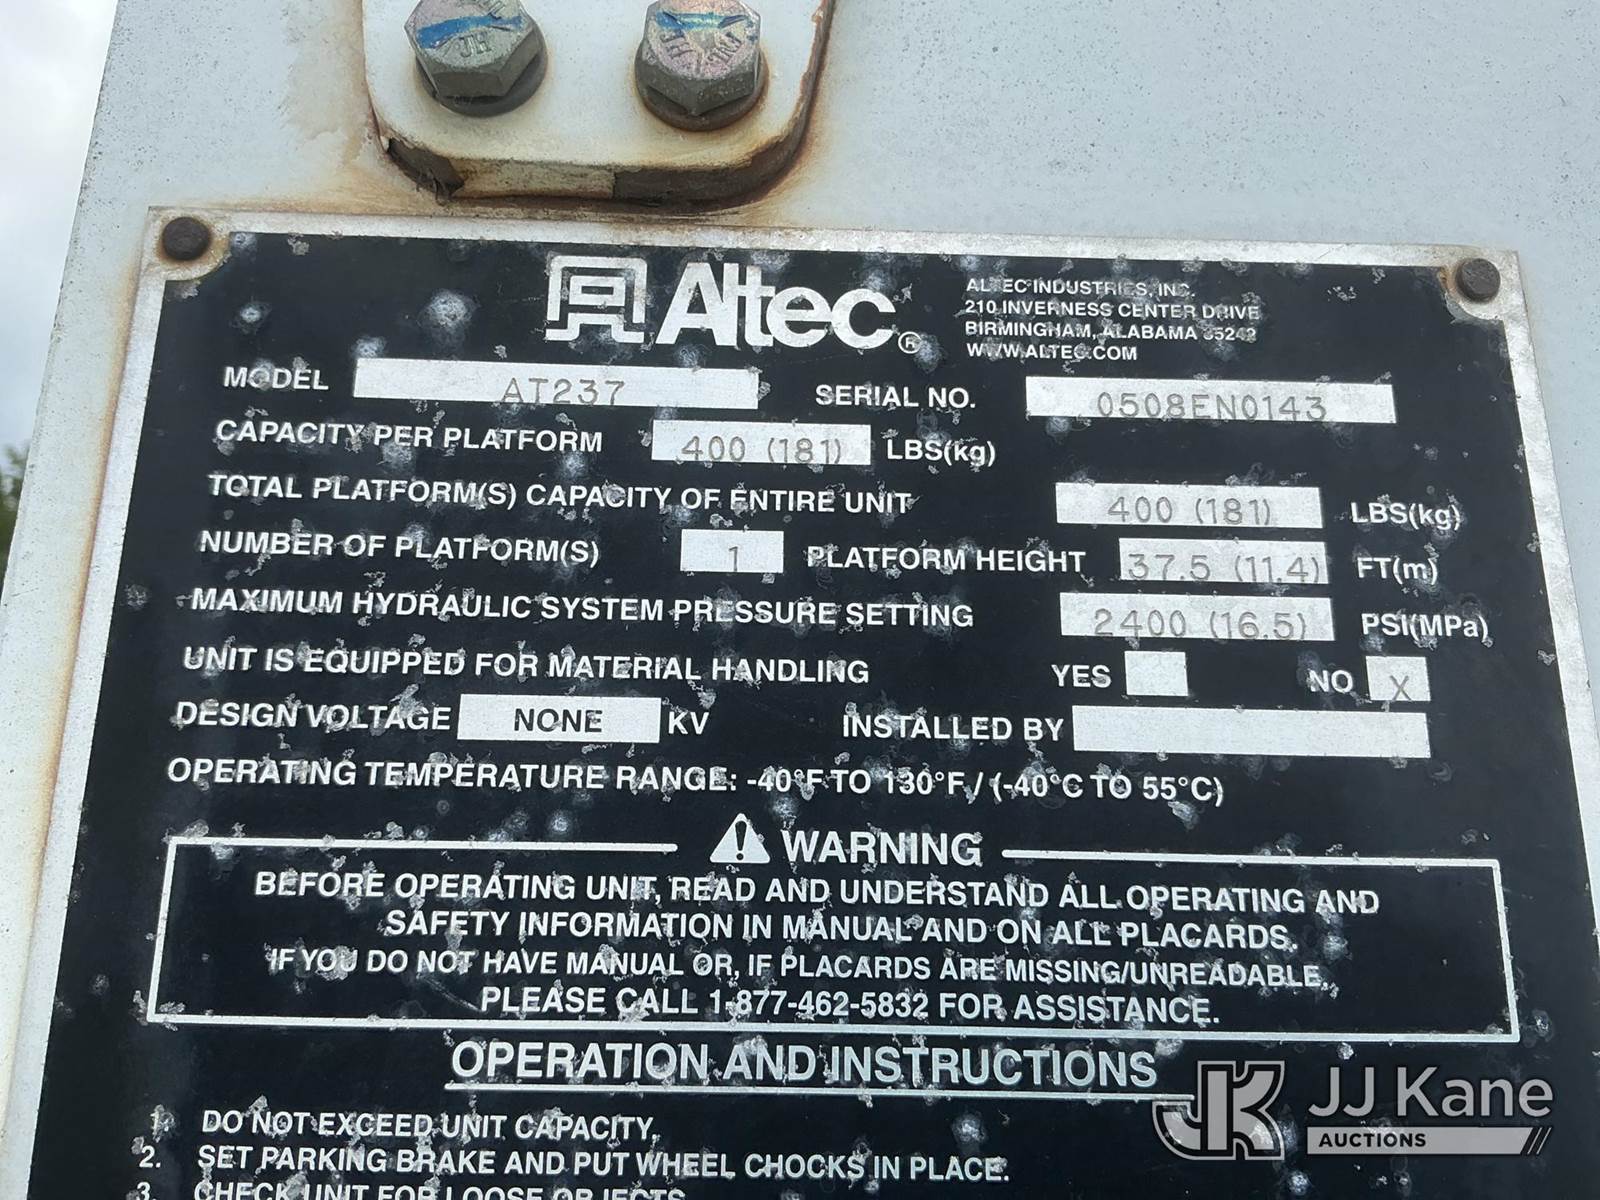 Altec®
ALTEC INDUSTRIES, INC.
210 INVERNESS CENTER DRIVE
BIRMINGHAM, ALABAMA 35242
WWW.ALTEC.COM
MODEL AT237 SERIAL NO. 0508EN0143
CAPACITY PER PLATFORM 400 (181) LBS(kg)
TOTAL PLATFORM(S) CAPACITY OF ENTIRE UNIT 400 (181) LBS(kg)
NUMBER OF PLATFORM(S) 1 PLATFORM HEIGHT 37.5 (11.4) FT(m)
MAXIMUM HYDRAULIC SYSTEM PRESSURE SETTING 2400 (16.5) PSI(MPa)
UNIT IS EQUIPPED FOR MATERIAL HANDLING YES NO X
DESIGN VOLTAGE NONE KV INSTALLED BY
OPERATING TEMPERATURE RANGE: -40°F TO 130°F / (-40°C TO 55°C)
WARNING
BEFORE OPERATING UNIT, READ AND UNDERSTAND ALL OPERATING AND
SAFETY INFORMATION IN MANUAL AND ON ALL PLACARDS.
IF YOU DO NOT HAVE MANUAL OR, IF PLACARDS ARE MISSING/UNREADABLE,
PLEASE CALL 1-877-462-5832 FOR ASSISTANCE.
OPERATION AND INSTRUCTIONS
1. DO NOT EXCEED UNIT CAPACITY.
2. SET PARKING BRAKE AND PUT WHEEL CHOCKS IN PLACE.
3. CHECK UNIT FOR LOOSE OBJECTS.
JK JJ Kane
AUCTIONS